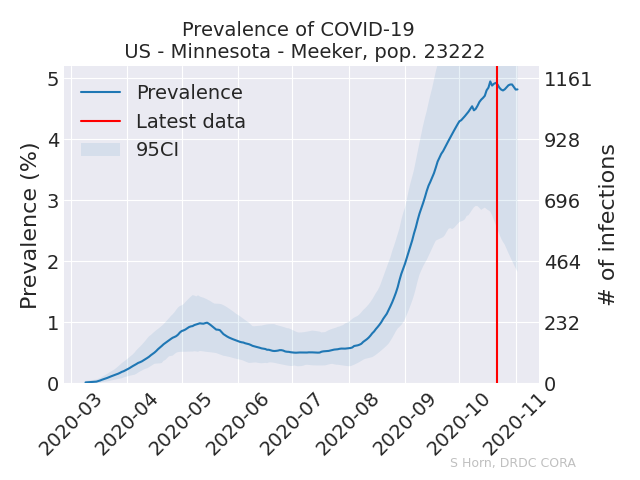 Prevalence of COVID-19
US - Minnesota - Meeker, pop. 23222
Prevalence (%)
5
4
3
2
1
0
Prevalence
Latest data
95CI
1161
928
696
464
232
0
# of infections
2020-03
2020-04
2020-05
2020-06
2020-07
2020-08
2020-09
2020-10
2020-11
S Horn, DRDC CORA